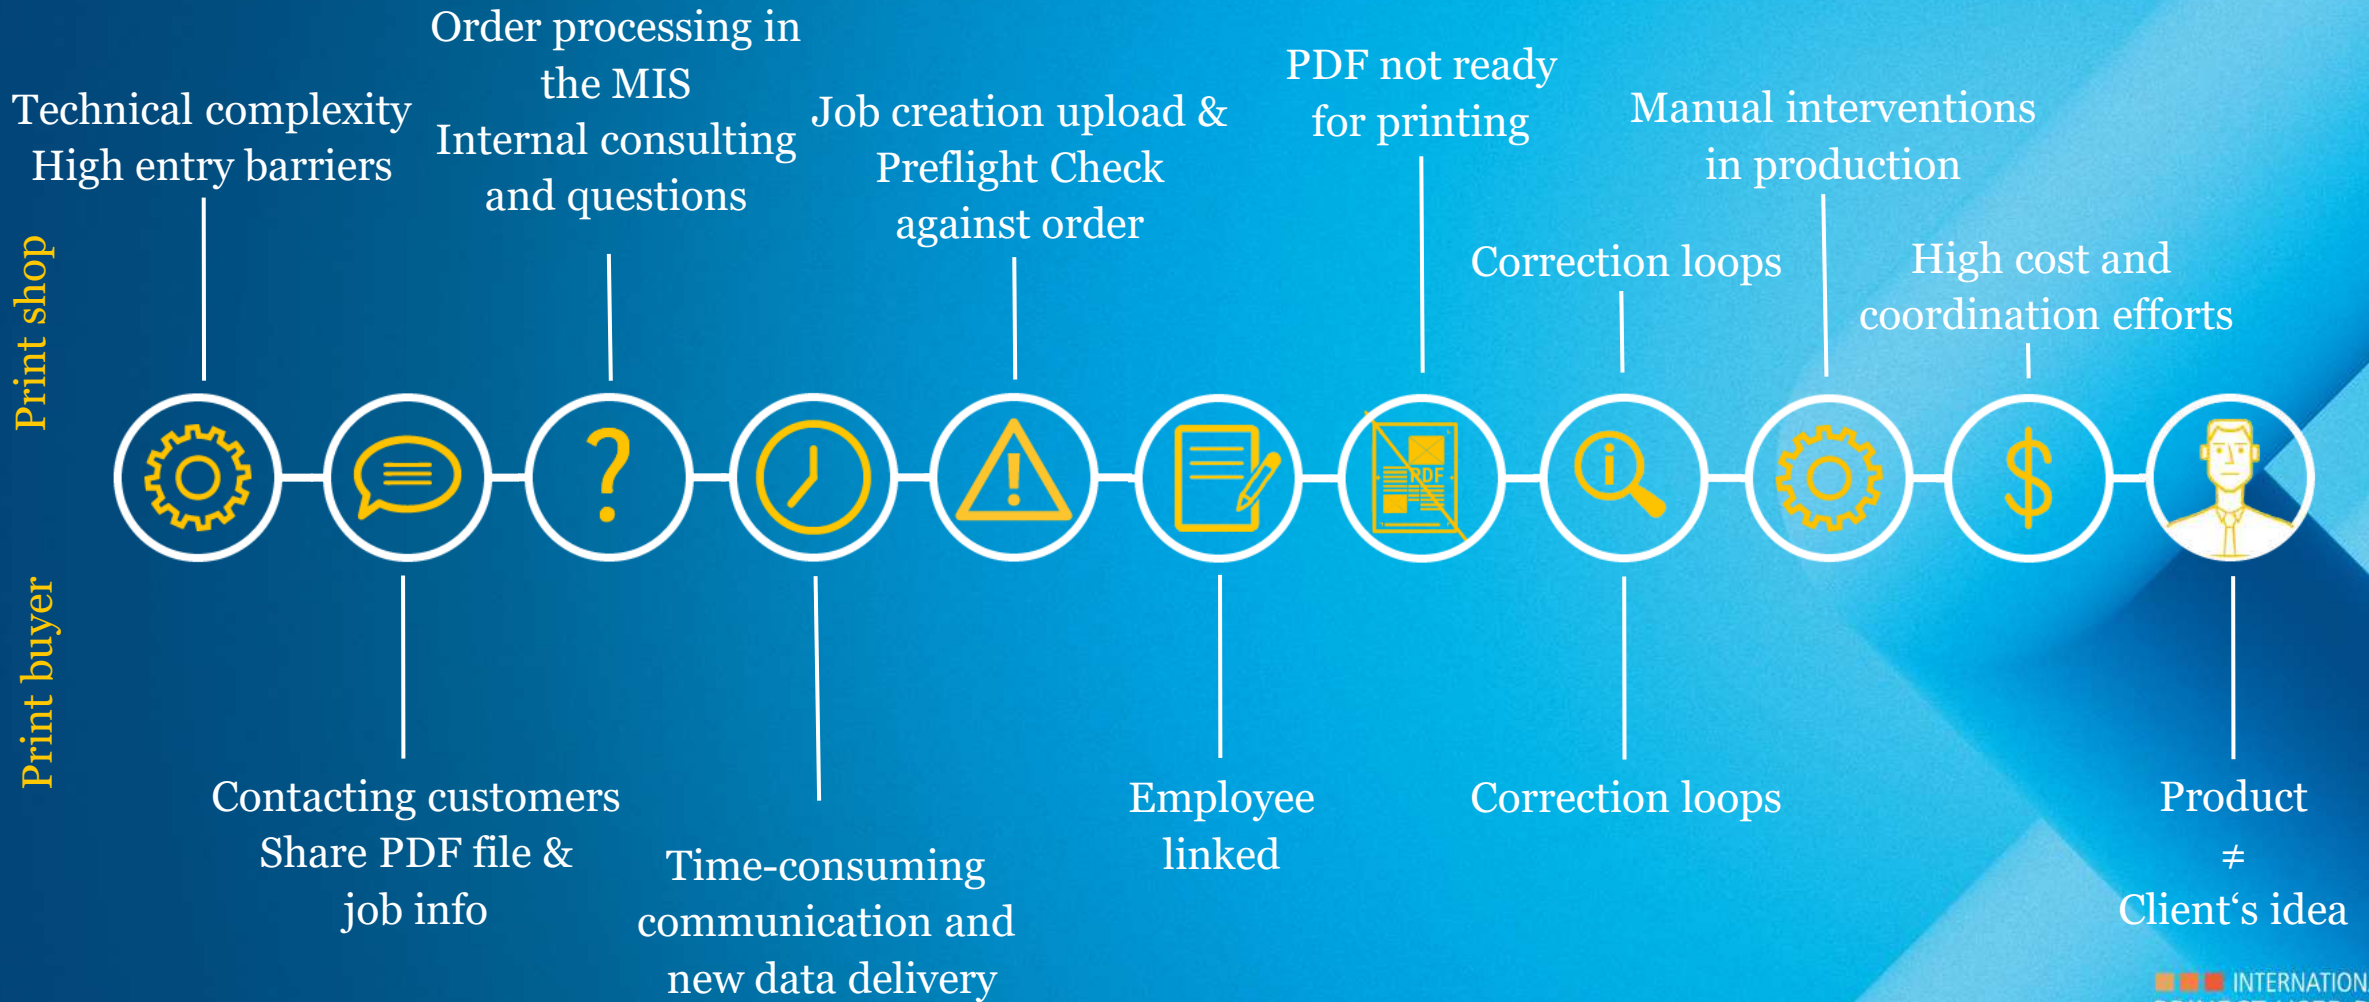 Order processing in
the MIS
Internal consulting
and questions
Technical complexity
High entry barriers
Job creation upload &
Preflight Check
against order
PDF not ready
for printing
Manual interventions
in production
Correction loops
High cost and
coordination efforts
Print shop
PDF
Print buyer
Contacting customers
Share PDF file &
job info
Time-consuming
communication and
new data delivery
Employee
linked
Correction loops
Product
≠
Client‘s idea
INTERNATION